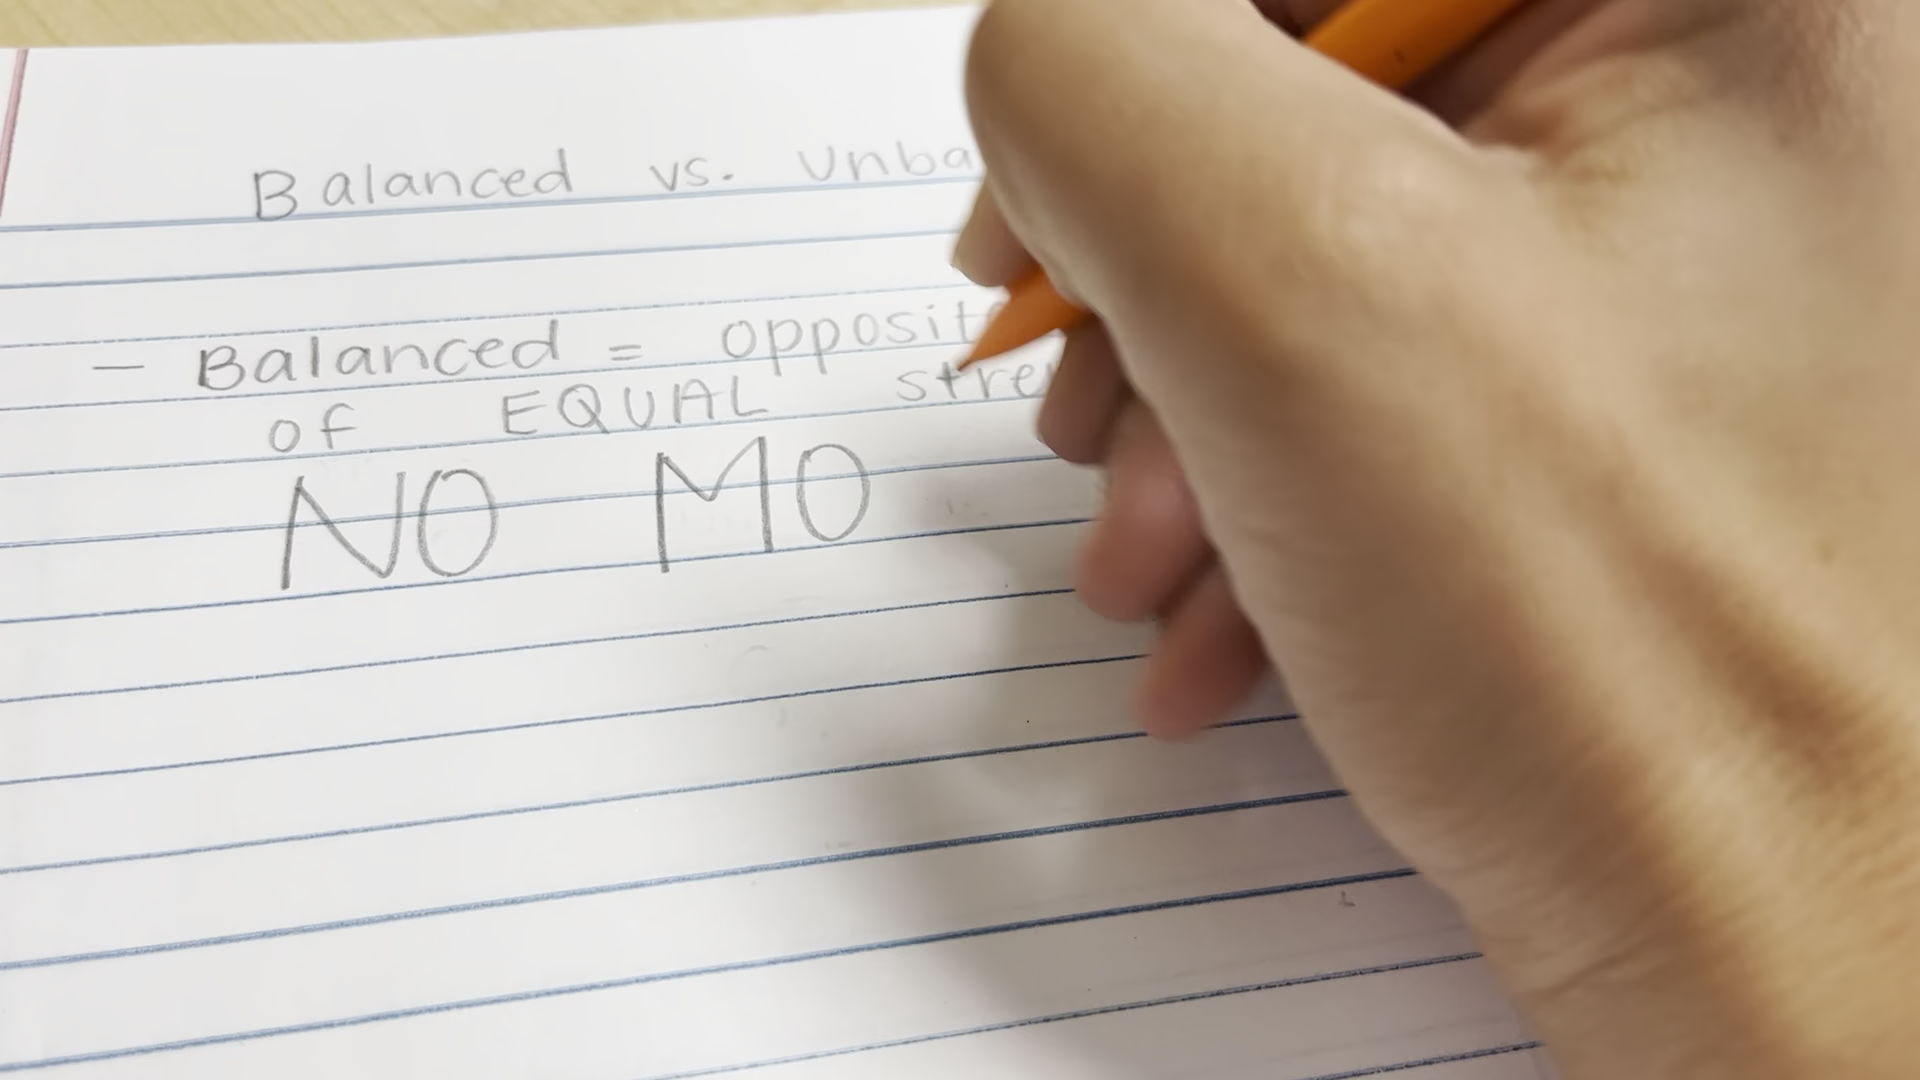 Balanced vs. Unba
- Balanced = opposit
of EQUAL stre
NO MO